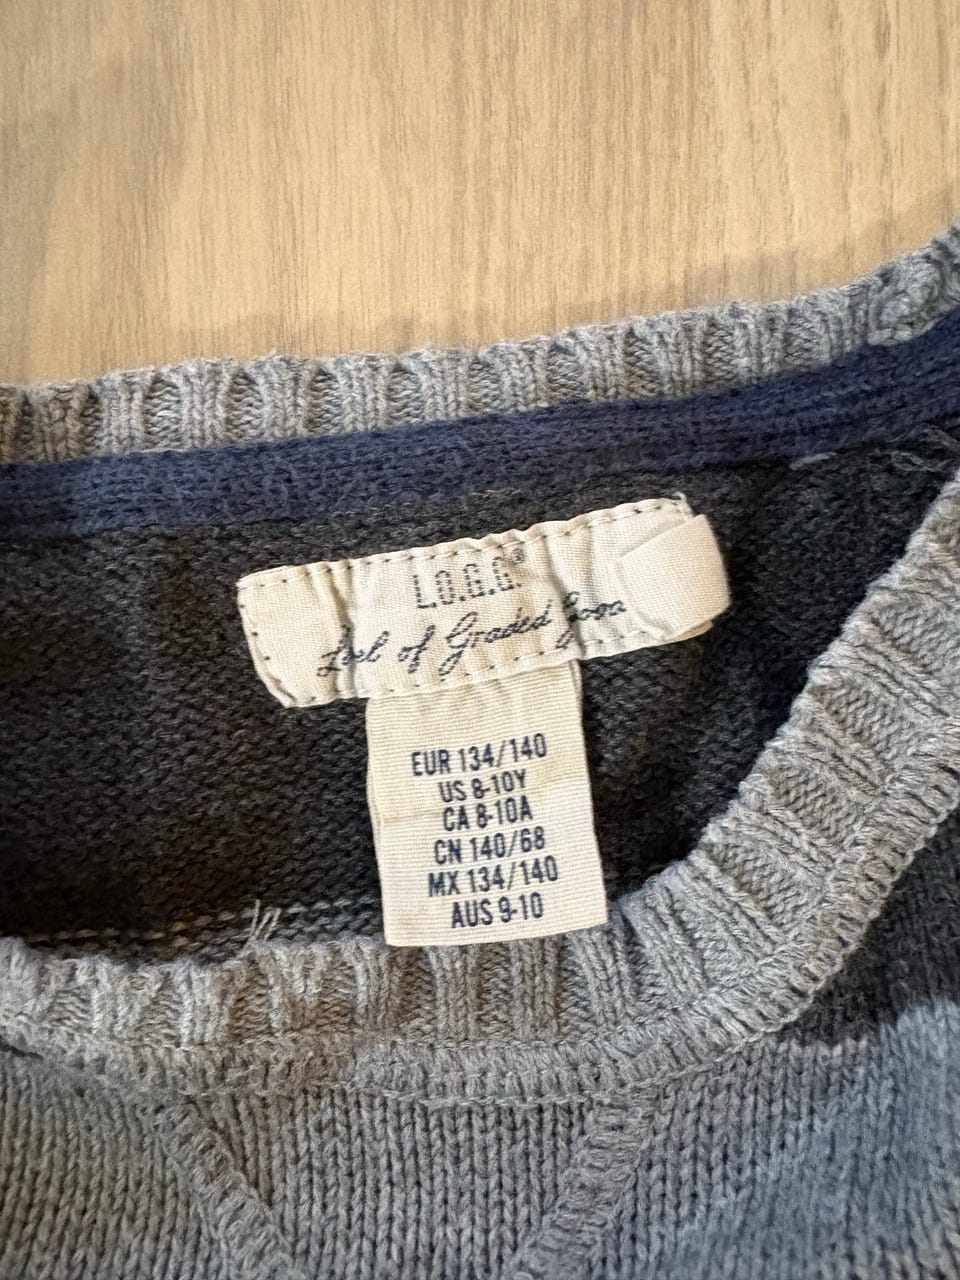 L.O.G.G.®
Label of Graded Goods
EUR 134/140
US 8-10Y
CA 8-10A
CN 140/68
MX 134/140
AUS 9-10